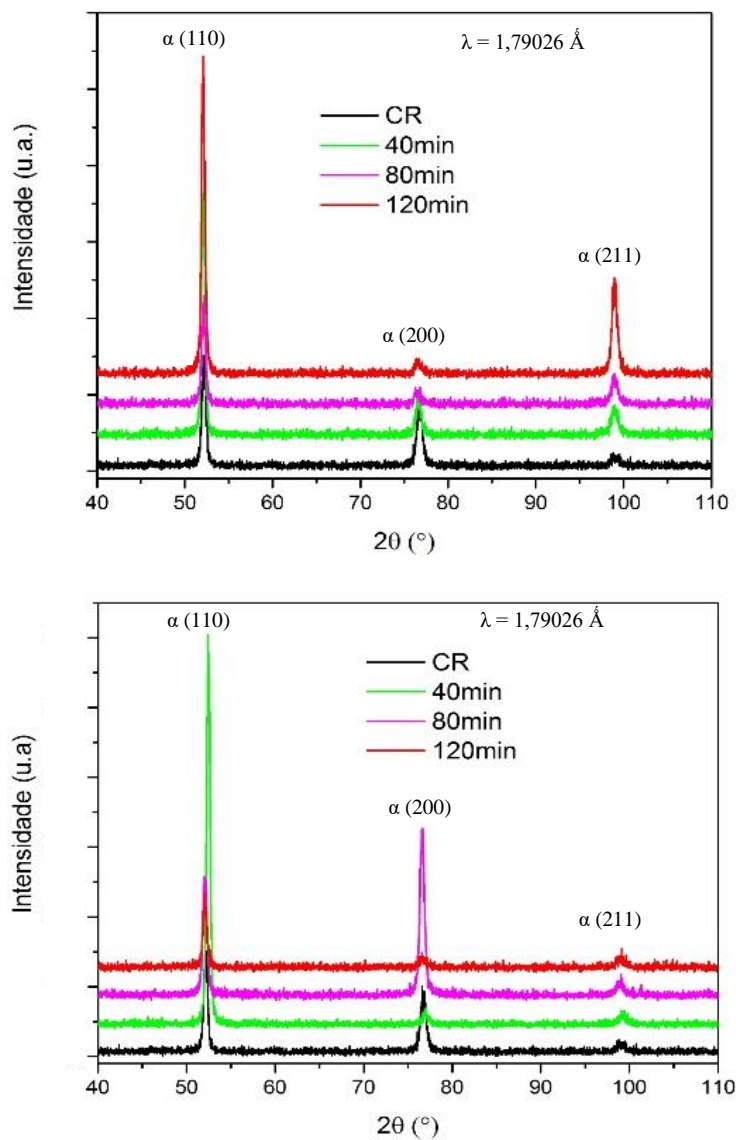 α (110)
λ = 1,79026 Ǻ
CR
40min
80min
120min
α (211)
α (200)
Intensidade (u.a.)
40 50 60 70 80 90 100 110
2θ (°)
α (110)
λ = 1,79026 Ǻ
CR
40min
80min
120min
α (200)
α (211)
Intensidade (u.a)
40 50 60 70 80 90 100 110
2θ (°)